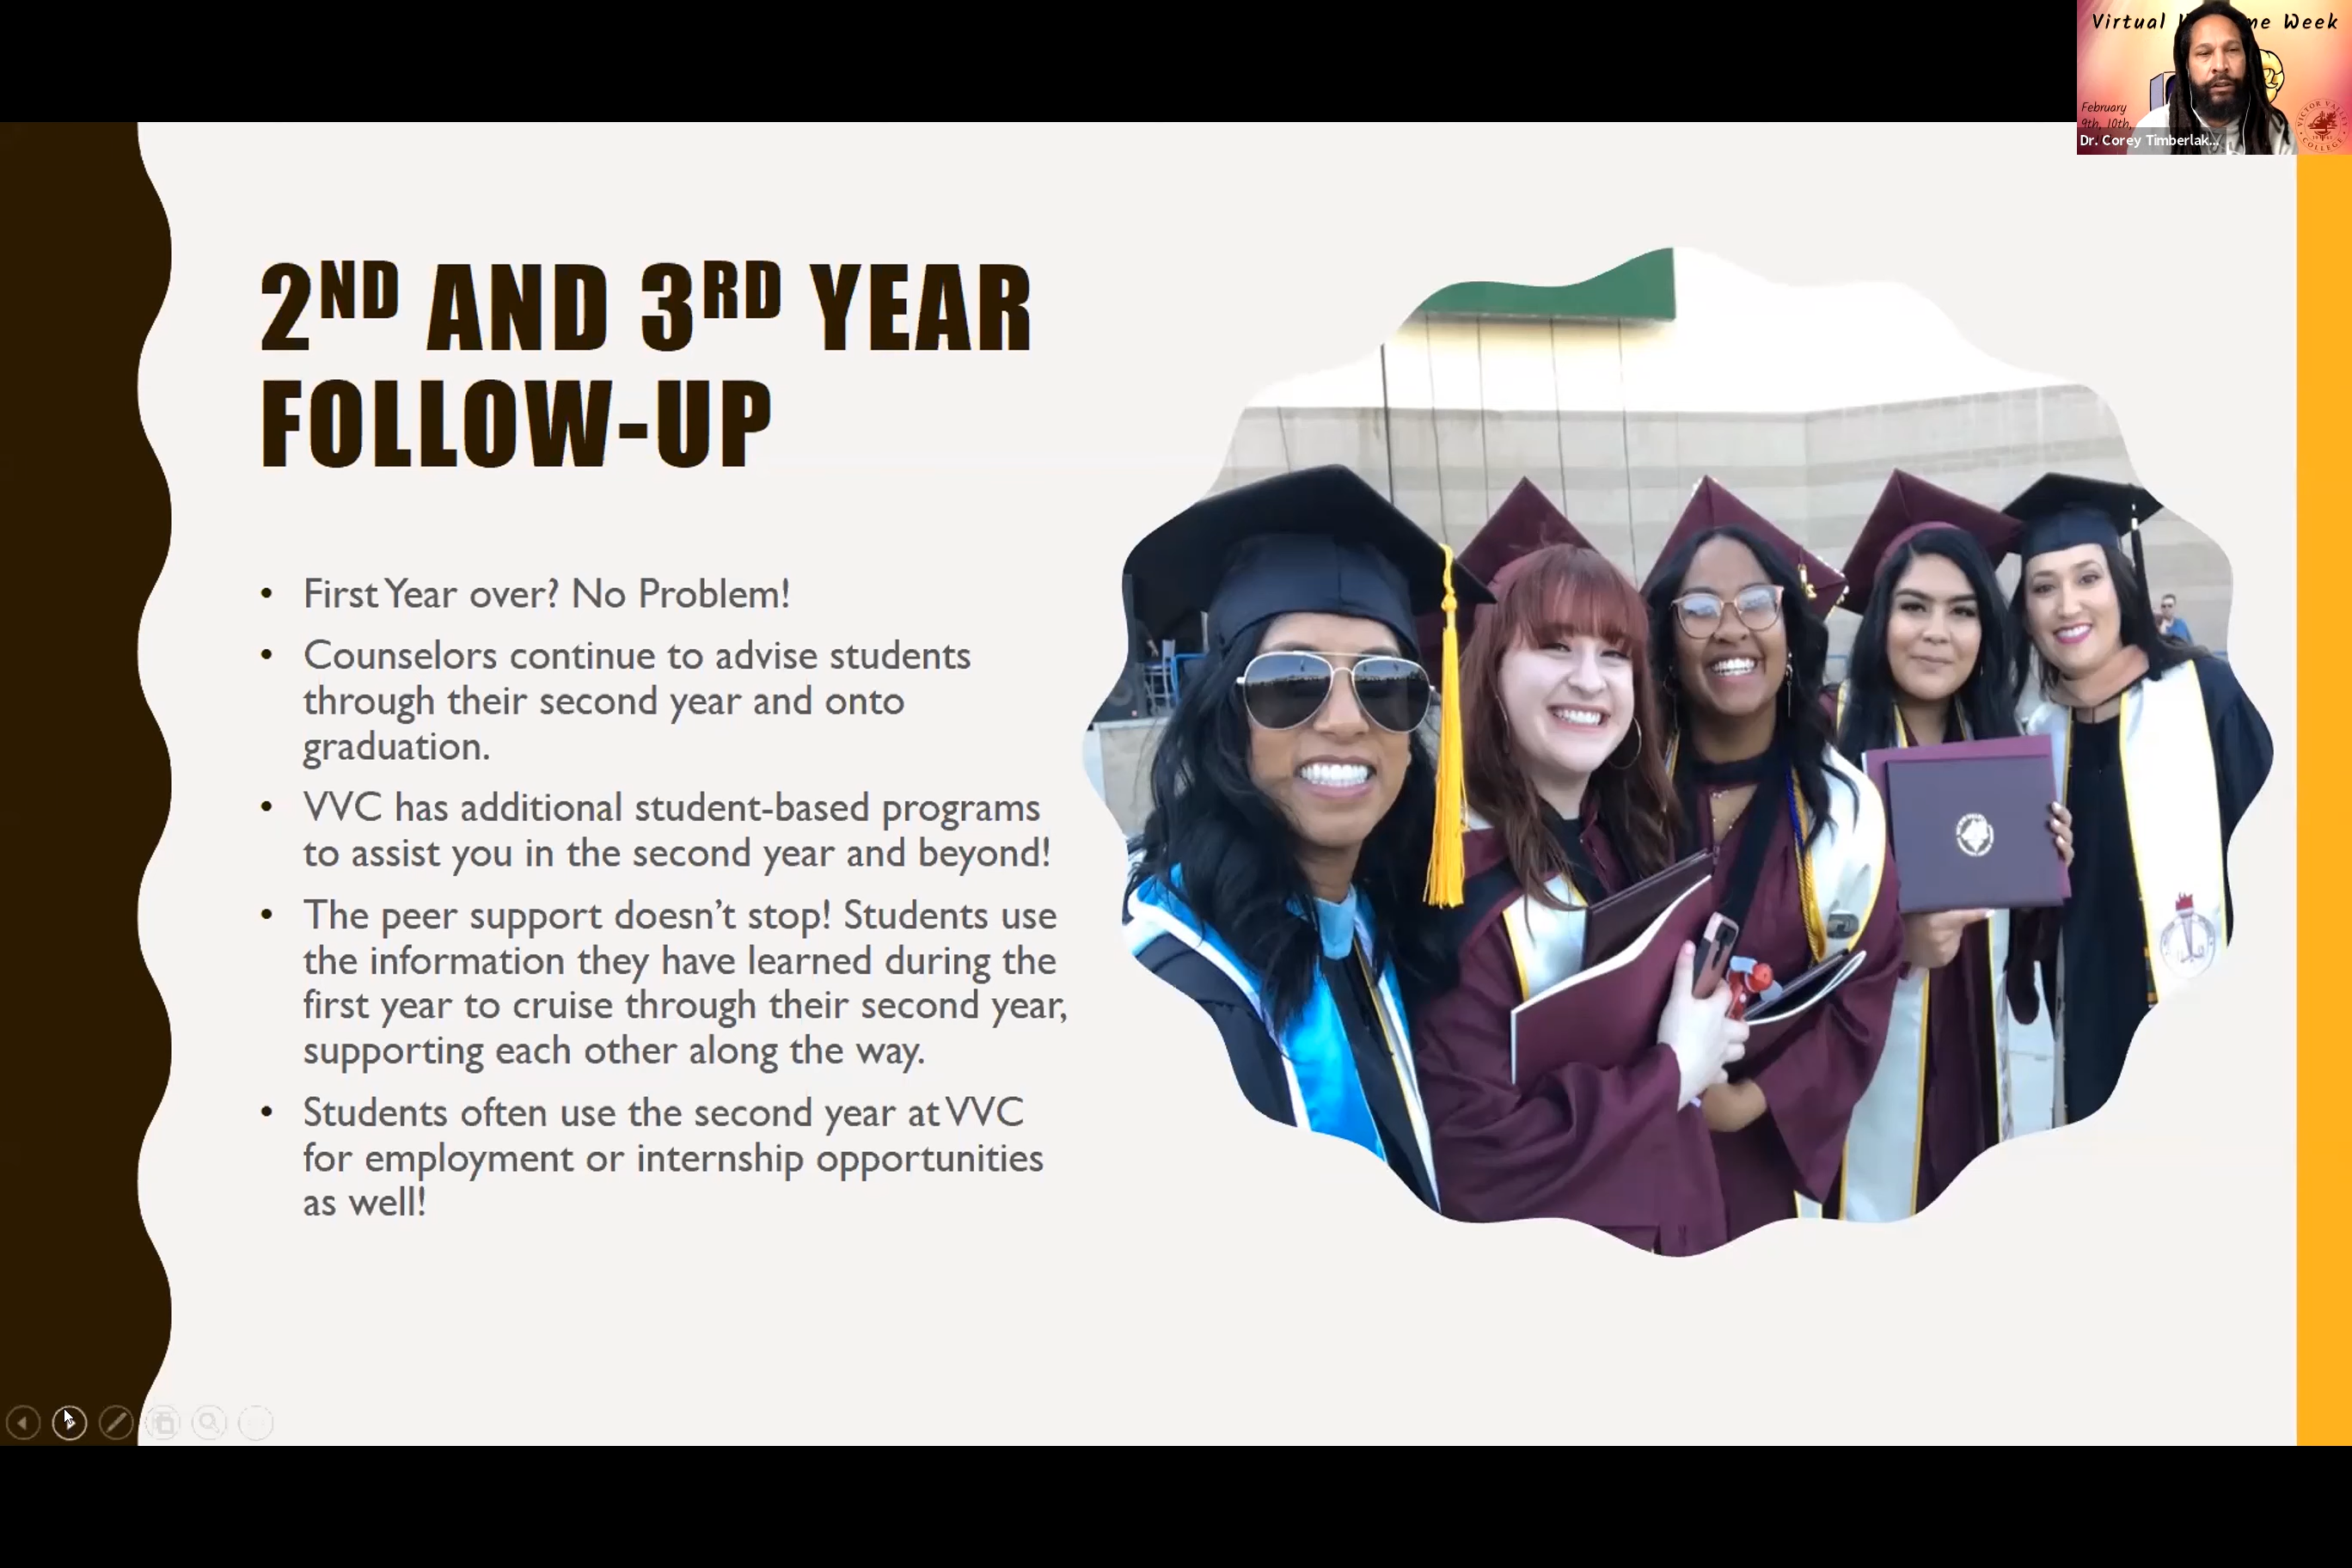 Virtual me Week
February
9th, 10th,
Dr. Corey Timberlak...
VICTOR VALLEY
COLLEGE
2ND AND 3RD YEAR
FOLLOW-UP
• First Year over? No Problem!
• Counselors continue to advise students
through their second year and onto
graduation.
• VVC has additional student-based programs
to assist you in the second year and beyond!
• The peer support doesn’t stop! Students use
the information they have learned during the
first year to cruise through their second year,
supporting each other along the way.
• Students often use the second year at VVC
for employment or internship opportunities
as well!